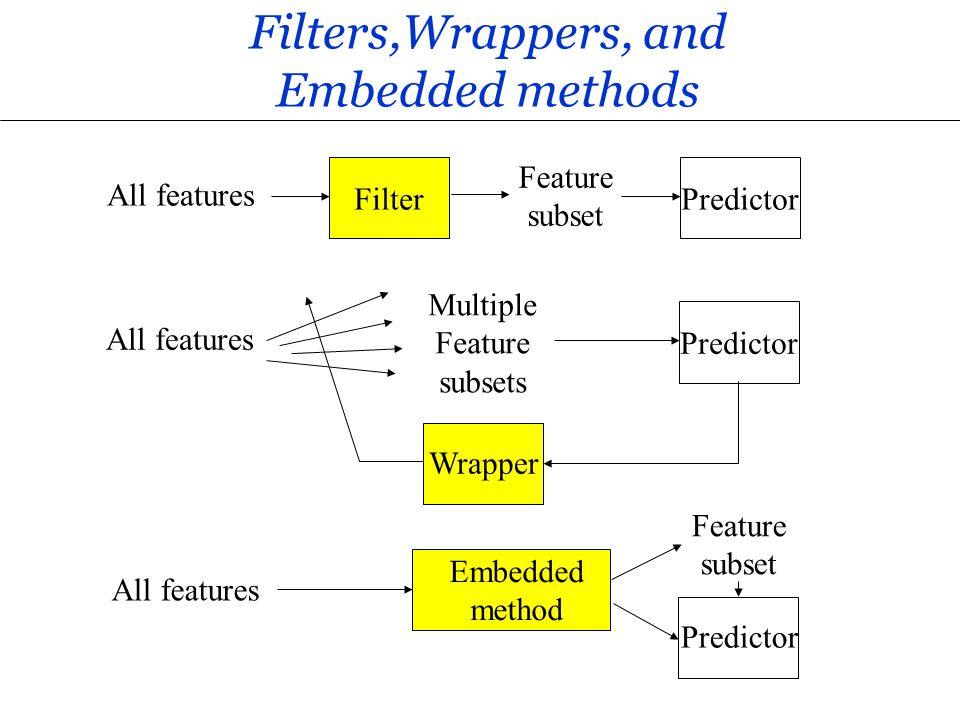 Filters,Wrappers, and
Embedded methods
All features
Filter
Feature
subset
Predictor
All features
Multiple
Feature
subsets
Predictor
Wrapper
All features
Embedded
method
Feature
subset
Predictor